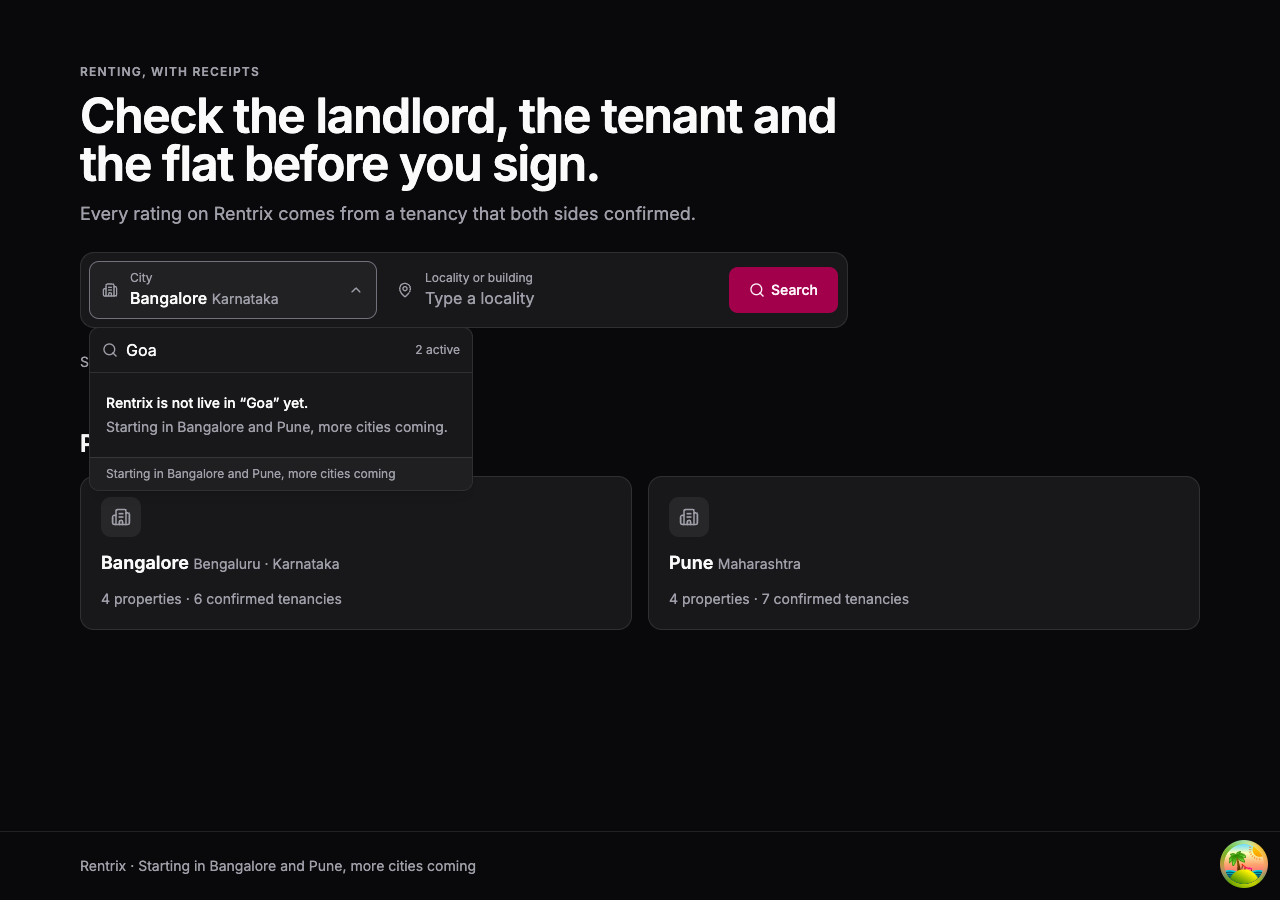 RENTING, WITH RECEIPTS
Check the landlord, the tenant and
the flat before you sign.
Every rating on Rentrix comes from a tenancy that both sides confirmed.
City
Bangalore Karnataka
Locality or building
Type a locality
Search
Goa
2 active
Rentrix is not live in “Goa” yet.
Starting in Bangalore and Pune, more cities coming.
Starting in Bangalore and Pune, more cities coming
Bangalore Bengaluru · Karnataka
4 properties · 6 confirmed tenancies
Pune Maharashtra
4 properties · 7 confirmed tenancies
Rentrix · Starting in Bangalore and Pune, more cities coming